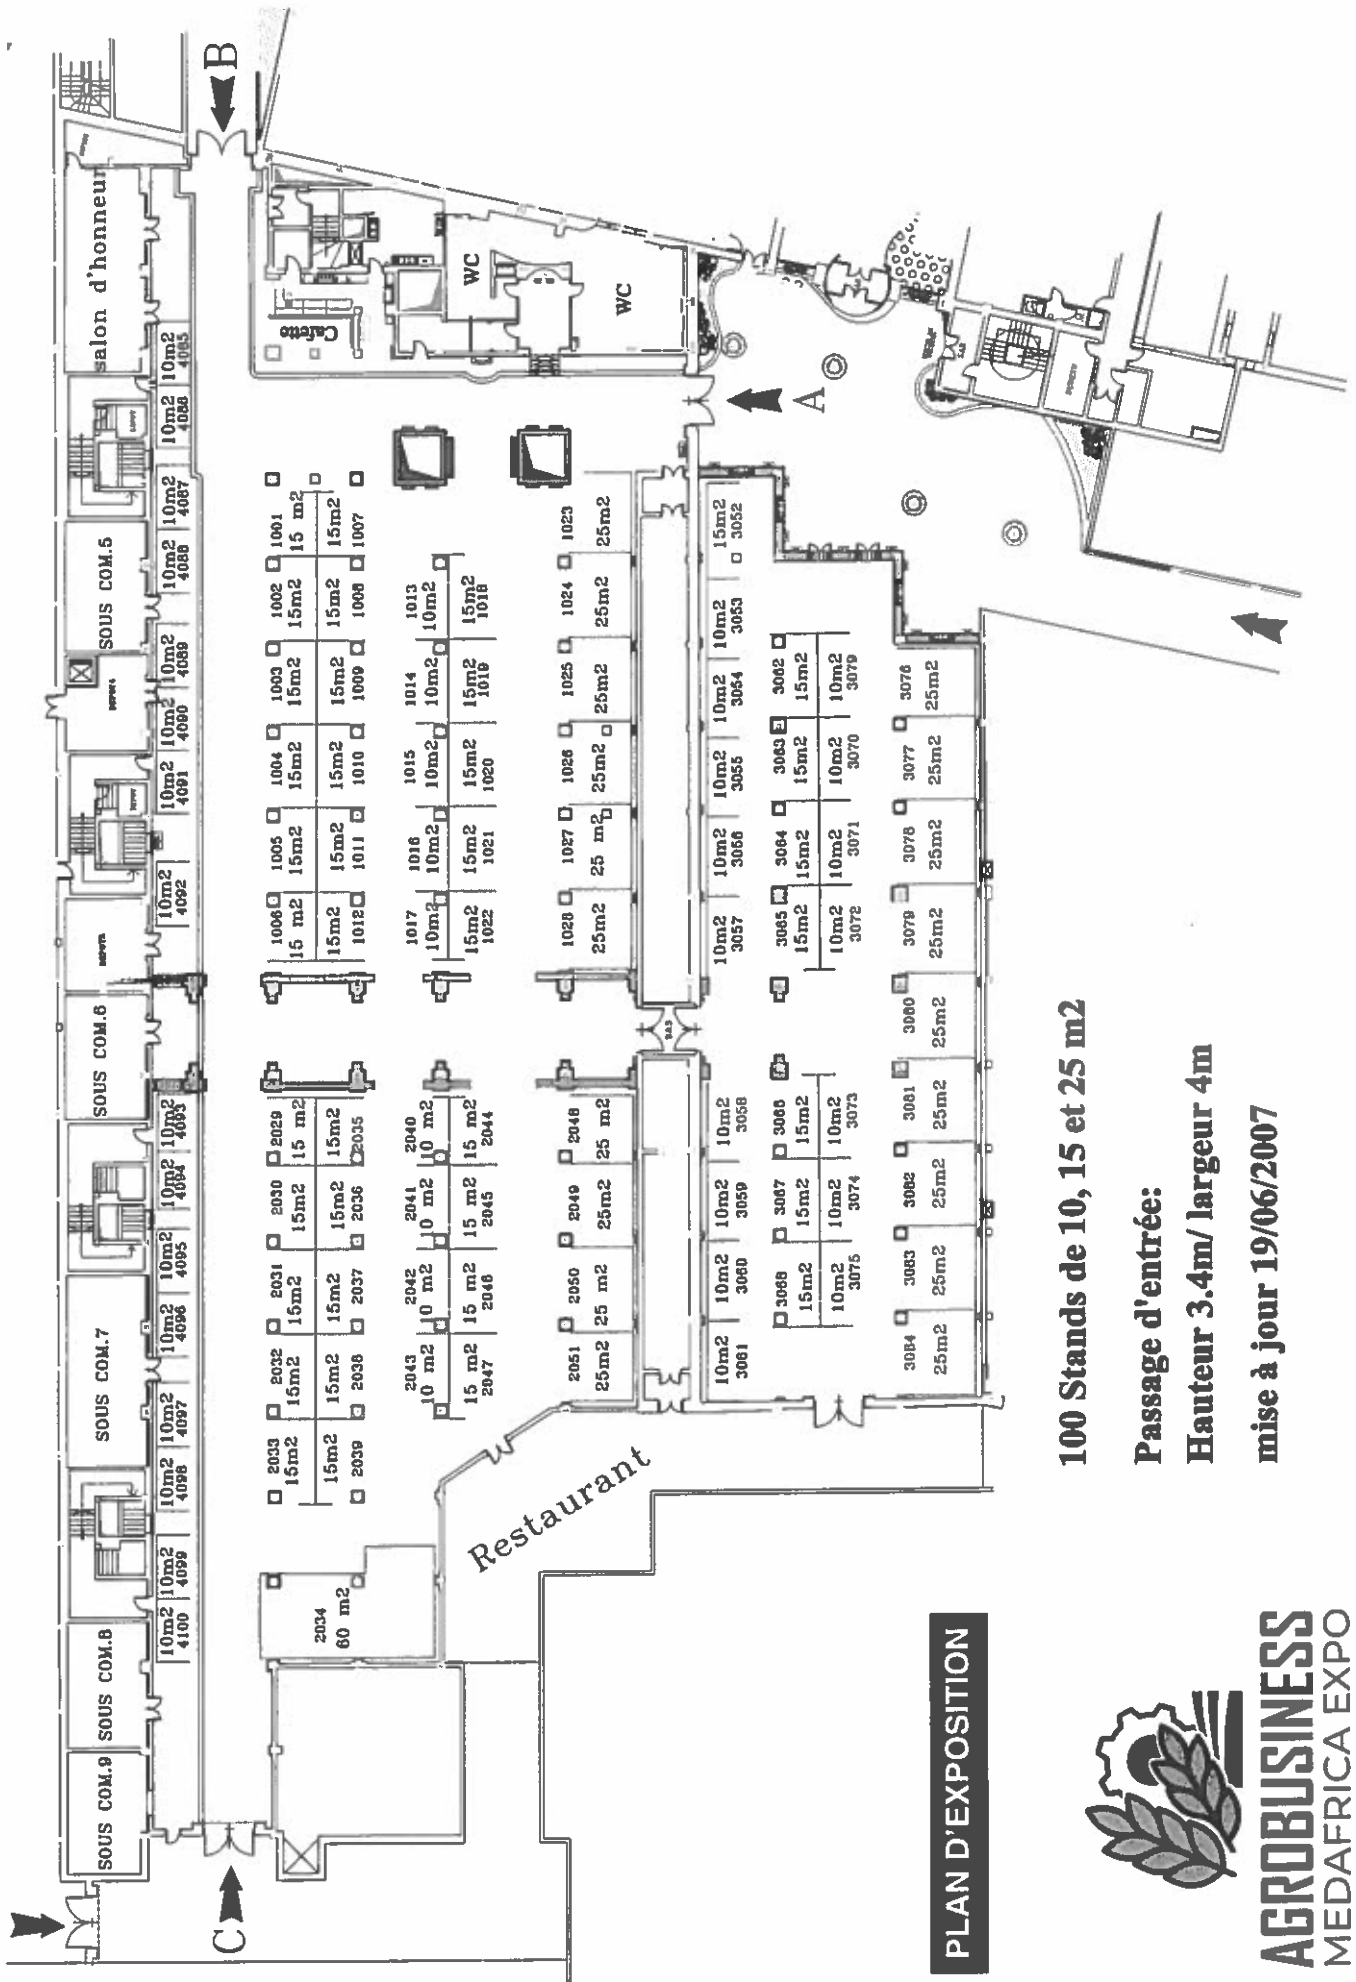 SOUS COM.9 SOUS COM.8 SOUS COM.7 SOUS COM.6 SOUS COM.5 salon d'honneur
10m2 10m2 10m2 10m2 10m2 10m2 10m2 10m2 10m2 10m2 10m2 10m2 10m2 10m2 10m2 10m2
4100 4099 4098 4097 4096 4095 4094 4093 4092 4091 4090 4089 4088 4087 4086 4085
C B
2033 2032 2031 2030 2029 1006 1005 1004 1003 1002 1001
15m2 15m2 15m2 15m2 15 m2 15 m2 15m2 15m2 15m2 15m2 15 m2
Cafette
2034
60 m2
15m2 15m2 15m2 15m2 15m2 15m2 15m2 15m2 15m2 15m2 15m2
2039 2038 2037 2036 2035 1012 1011 1010 1009 1008 1007
2043 2042 2041 2040 1017 1016 1015 1014 1013
10 m2 10 m2 10 m2 10 m2 10m2 10m2 10m2 10m2 10m2
15 m2 15 m2 15 m2 15 m2 15m2 15m2 15m2 15m2 15m2
2047 2046 2045 2044 1022 1021 1020 1019 1018
WC
2051 2050 2049 2048 1028 1027 1026 1025 1024 1023
25m2 25 m2 25m2 25 m2 25m2 25 m2 25m2 25m2 25m2 25m2
WC
Restaurant
10m2 10m2 10m2 10m2 10m2 10m2 10m2 10m2 10m2 15m2
3061 3060 3059 3058 3057 3056 3055 3054 3053 3052
A
3068 3067 3066 3065 3064 3063 3062
15m2 15m2 15m2 15m2 15m2 15m2 15m2
10m2 10m2 10m2 10m2 10m2 10m2 10m2
3075 3074 3073 3072 3071 3070 3079
3084 3083 3082 3081 3080 3079 3078 3077 3076
25m2 25m2 25m2 25m2 25m2 25m2 25m2 25m2 25m2
PLAN D'EXPOSITION
100 Stands de 10, 15 et 25 m2
Passage d'entrée:
Hauteur 3.4m/ largeur 4m
mise à jour 19/06/2007
AGROBUSINESS
MEDAFRICA EXPO